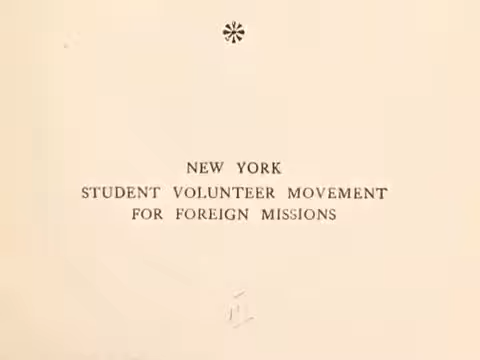 NEW YORK
STUDENT VOLUNTEER MOVEMENT
FOR FOREIGN MISSIONS